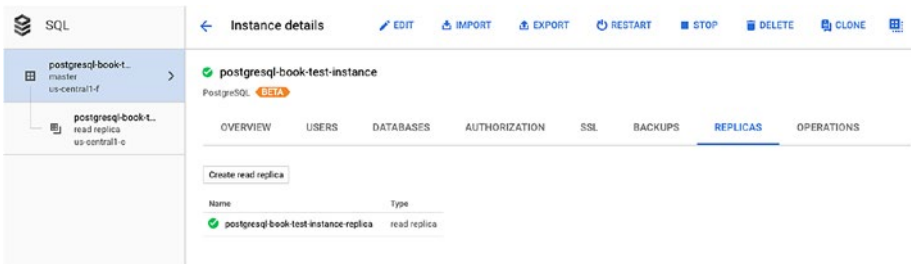 SQL
postgresql-book-t...
master
us-central1-f
postgresql-book-t...
read replica
us-central1-c
Instance details
EDIT
IMPORT
EXPORT
RESTART
STOP
DELETE
CLONE
postgresql-book-test-instance
PostgreSQL BETA
OVERVIEW USERS DATABASES AUTHORIZATION SSL BACKUPS REPLICAS OPERATIONS
Create read replica
Name Type
postgresql-book-test-instance-replica read replica